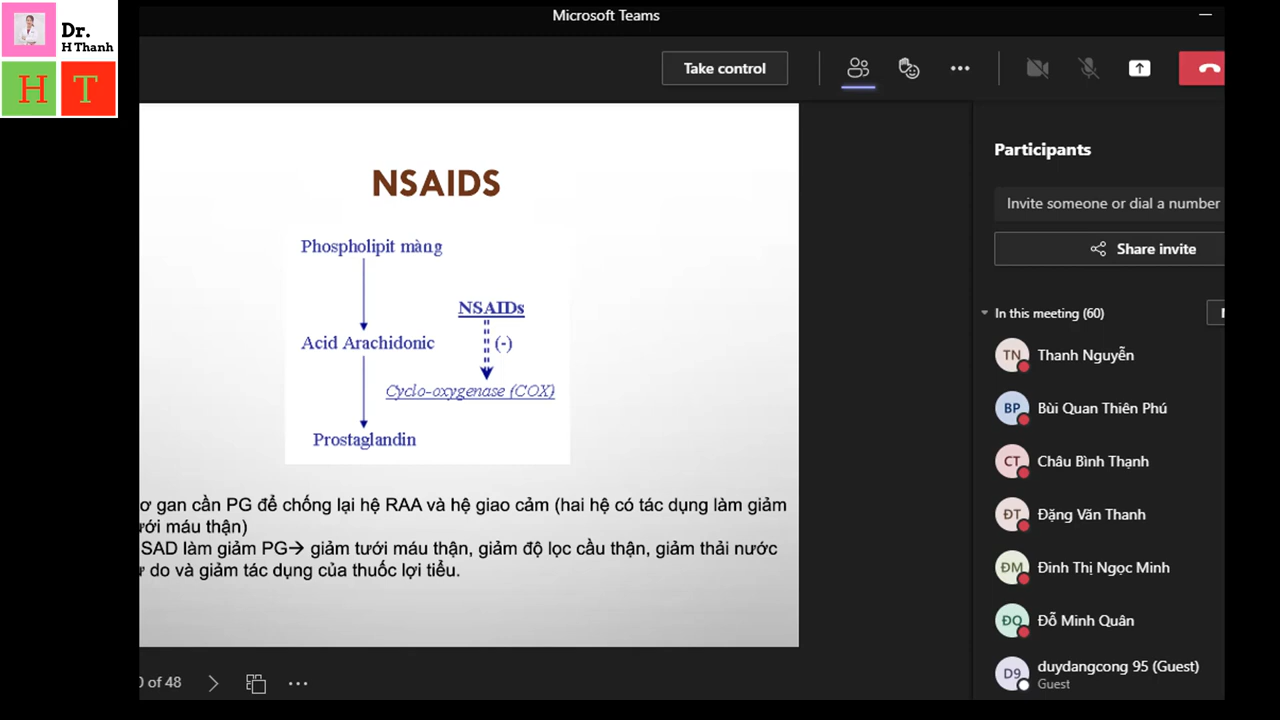 Dr.
H Thanh
H T
Microsoft Teams
Take control
NSAIDS
Phospholipit màng
NSAIDs
Acid Arachidonic
(-)
Cyclo-oxygenase (COX)
Prostaglandin
ơ gan cần PG để chống lại hệ RAA và hệ giao cảm (hai hệ có tác dụng làm giảm
ưới máu thận)
SAD làm giảm PG→ giảm tưới máu thận, giảm độ lọc cầu thận, giảm thải nước
ự do và giảm tác dụng của thuốc lợi tiểu.
0 of 48
Participants
Invite someone or dial a number
Share invite
In this meeting (60)
TN Thanh Nguyễn
BP Bùi Quan Thiên Phú
CT Châu Bình Thạnh
ĐT Đặng Văn Thanh
ĐM Đinh Thị Ngọc Minh
ĐQ Đỗ Minh Quân
D9 duydangcong 95 (Guest)
Guest